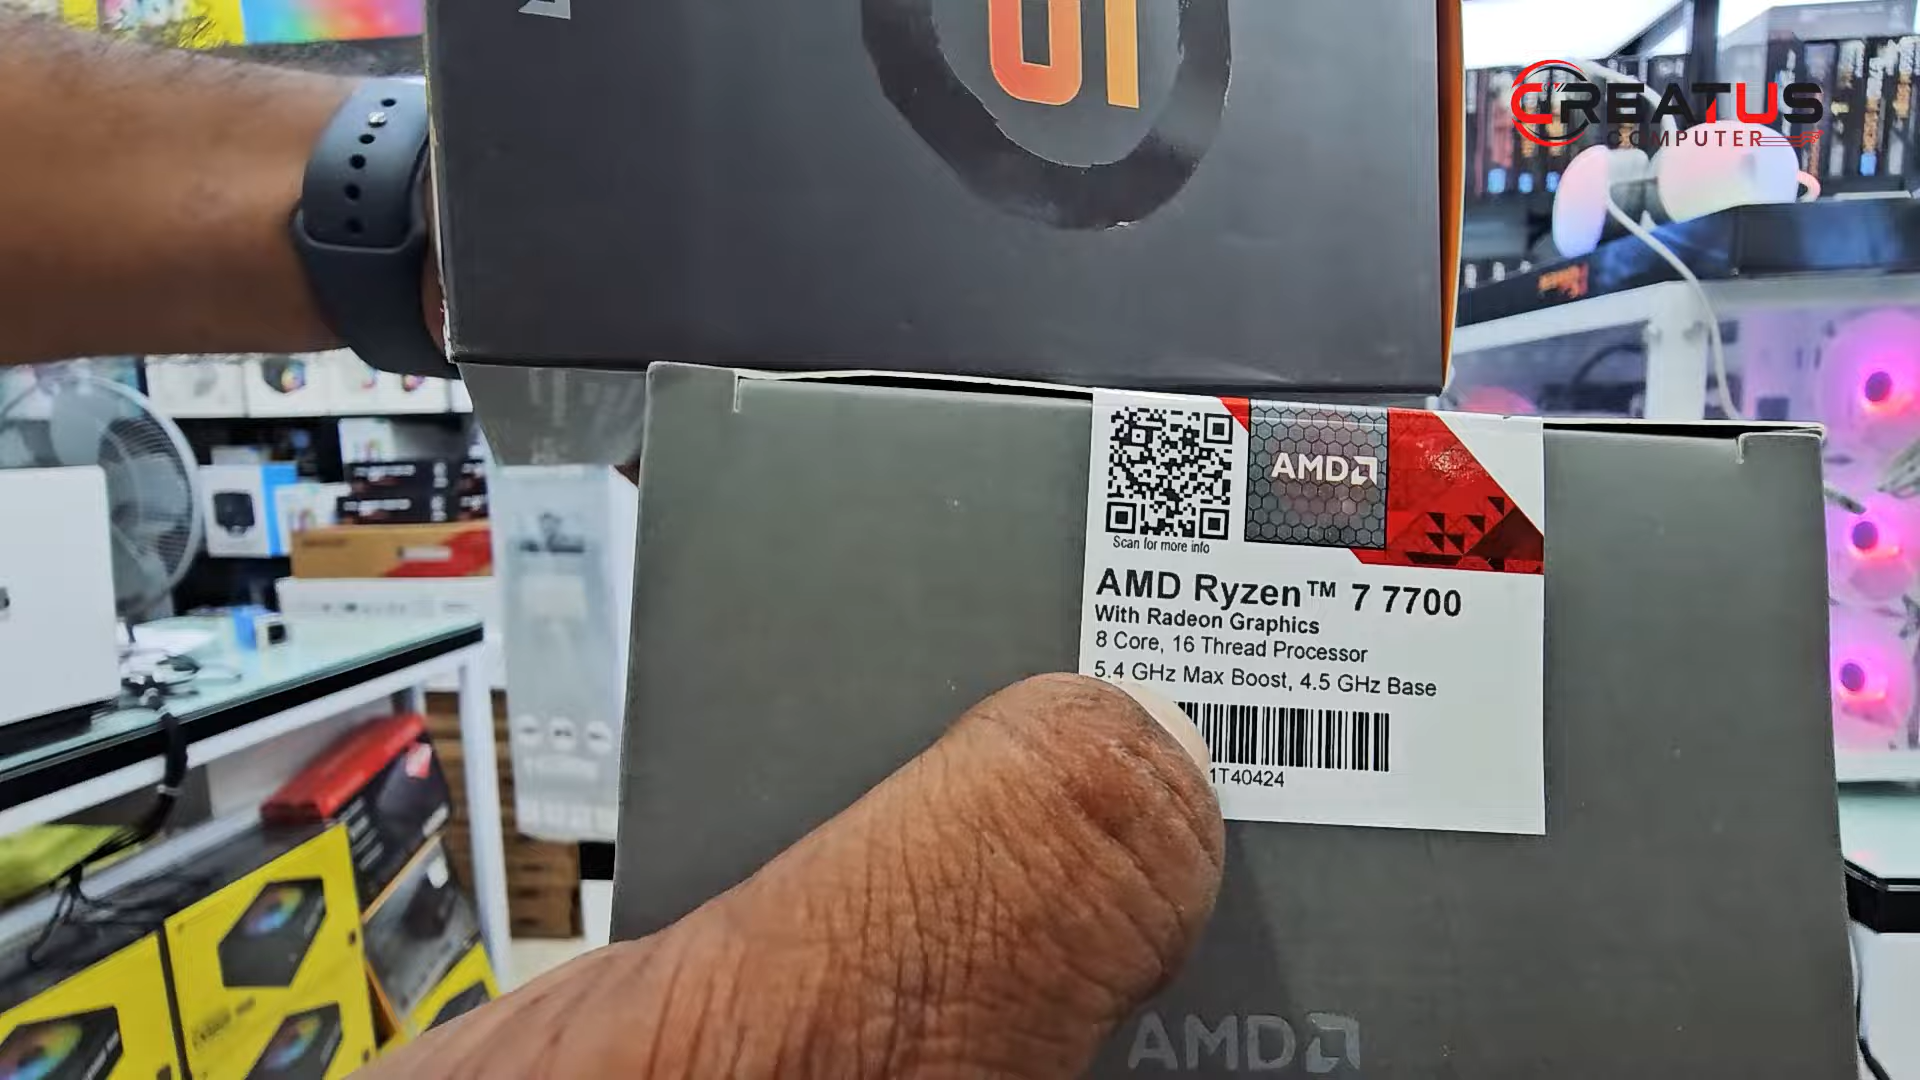 CREATUS
COMPUTER
AMD
Scan for more info
AMD Ryzen™ 7 7700
With Radeon Graphics
8 Core, 16 Thread Processor
5.4 GHz Max Boost, 4.5 GHz Base
1T40424
AMD